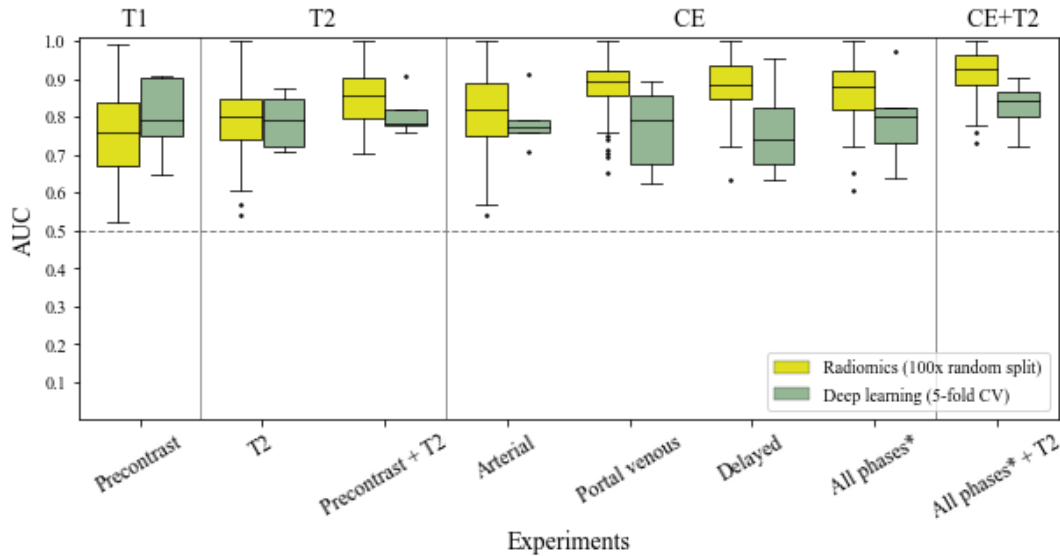 T1 T2 CE CE+T2
1.0
0.9
0.8
0.7
0.6
0.5
0.4
0.3
0.2
0.1
AUC
Radiomics (100x random split)
Deep learning (5-fold CV)
Precontrast T2 Precontrast + T2 Arterial Portal venous Delayed All phases* All phases* + T2
Experiments